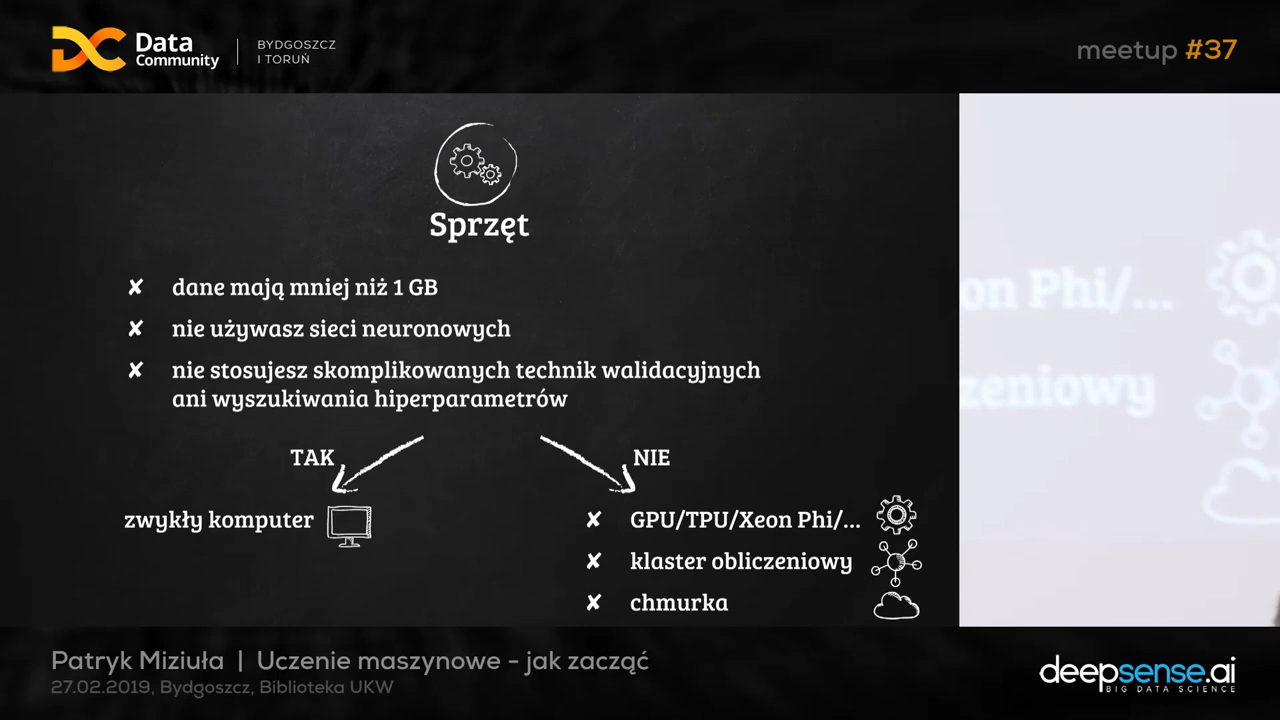 Data
Community
BYDGOSZCZ
I TORUŃ
meetup #37
Sprzęt
✘ dane mają mniej niż 1 GB
✘ nie używasz sieci neuronowych
✘ nie stosujesz skomplikowanych technik walidacyjnych
ani wyszukiwania hiperparametrów
TAK
NIE
zwykły komputer
✘ GPU/TPU/Xeon Phi/...
✘ klaster obliczeniowy
✘ chmurka
on Phi/...
zeniowy
Patryk Miziuła | Uczenie maszynowe - jak zacząć
27.02.2019, Bydgoszcz, Biblioteka UKW
deepsense.ai
BIG DATA SCIENCE